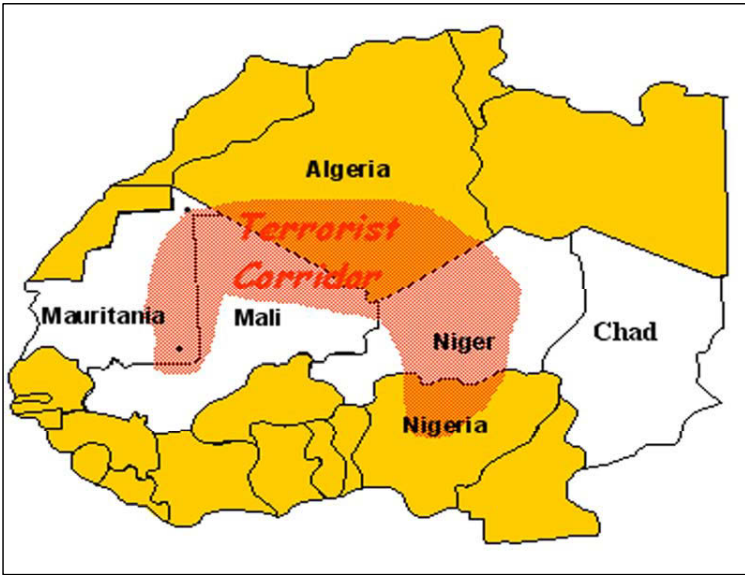 Algeria
Terrorist
Corridor
Mauritania
Mali
Niger
Chad
Nigeria